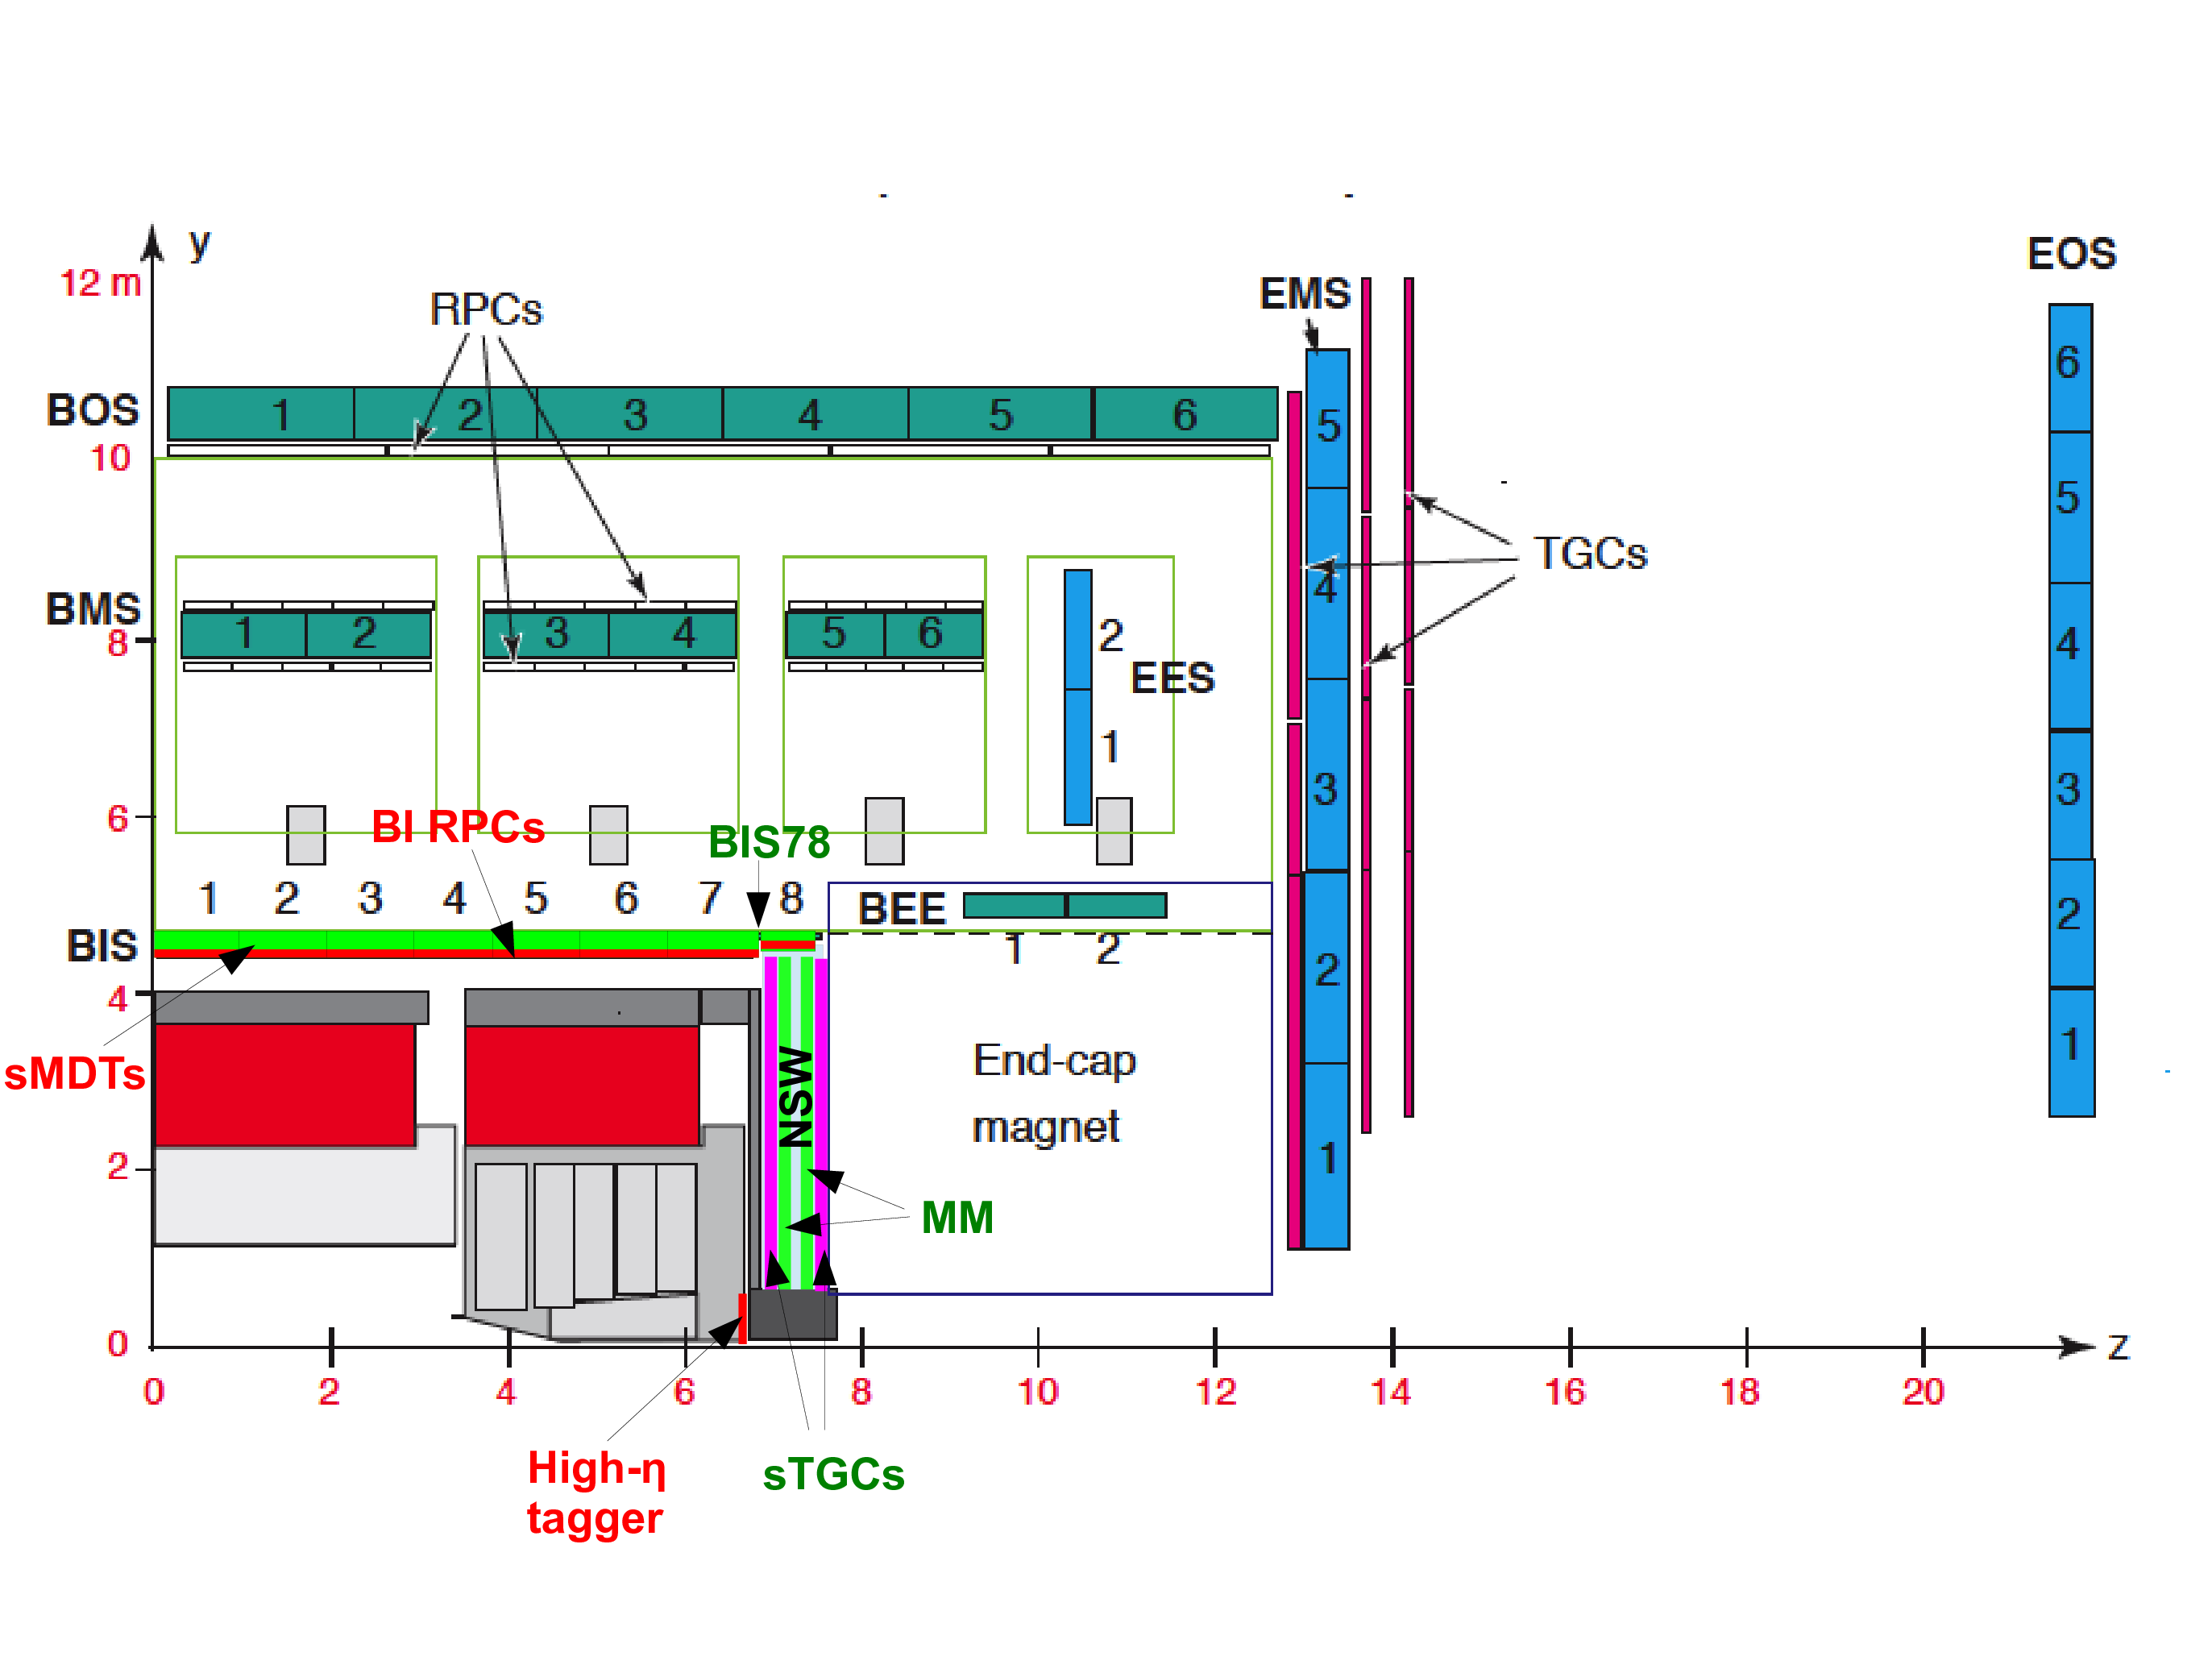 y
EOS
12 m
RPCs
EMS
6
BOS
1 2 3 4 5 6
5
10
5
TGCs
4
BMS
1 2
3 4
5 6
2
4
8
EES
1
3
3
6
BI RPCs
BIS78
1 2 3 4 5 6 7 8
BEE
2
BIS
1 2
2
4
sMDTs
NSW
End-cap
magnet
1
1
2
MM
0
z
0 2 4 6 8 10 12 14 16 18 20
High-η
tagger
sTGCs